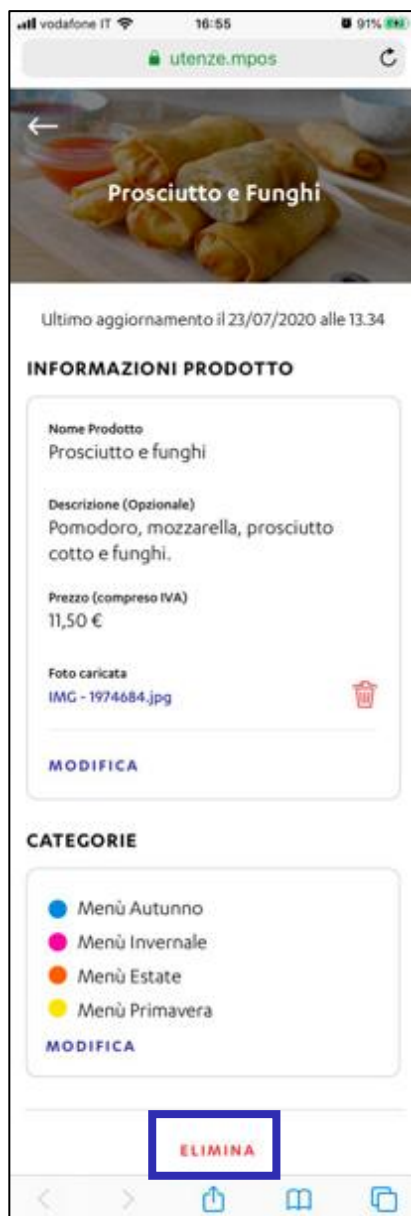 vodafone IT 16:55 91%
utenze.mpos
Prosciutto e Funghi
Ultimo aggiornamento il 23/07/2020 alle 13.34
INFORMAZIONI PRODOTTO
Nome Prodotto
Prosciutto e funghi
Descrizione (Opzionale)
Pomodoro, mozzarella, prosciutto
cotto e funghi.
Prezzo (compreso IVA)
11,50 €
Foto caricata
IMG - 1974684.jpg
MODIFICA
CATEGORIE
Menù Autunno
Menù Invernale
Menù Estate
Menù Primavera
MODIFICA
ELIMINA